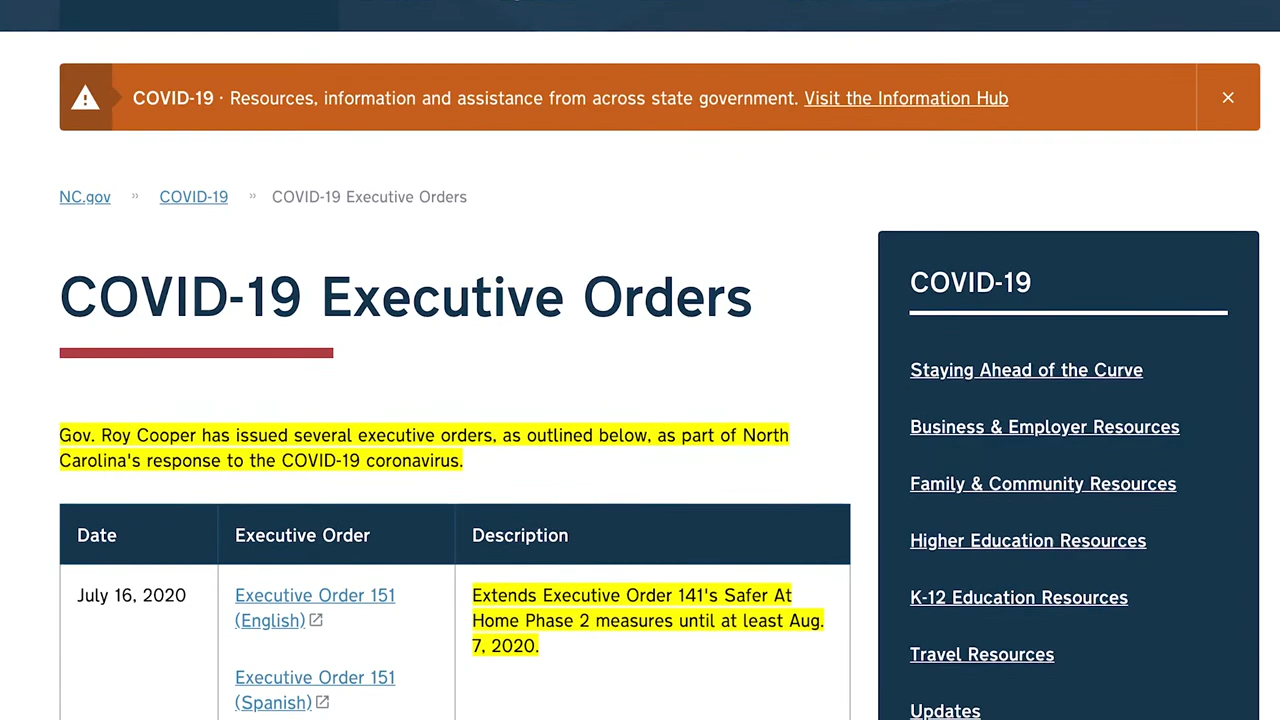 COVID-19 · Resources, information and assistance from across state government. Visit the Information Hub
NC.gov » COVID-19 » COVID-19 Executive Orders
COVID-19 Executive Orders
Gov. Roy Cooper has issued several executive orders, as outlined below, as part of North
Carolina's response to the COVID-19 coronavirus.
Date Executive Order Description
July 16, 2020 Executive Order 151 Extends Executive Order 141's Safer At
(English) Home Phase 2 measures until at least Aug.
7, 2020.
Executive Order 151
(Spanish)
COVID-19
Staying Ahead of the Curve
Business & Employer Resources
Family & Community Resources
Higher Education Resources
K-12 Education Resources
Travel Resources
Updates